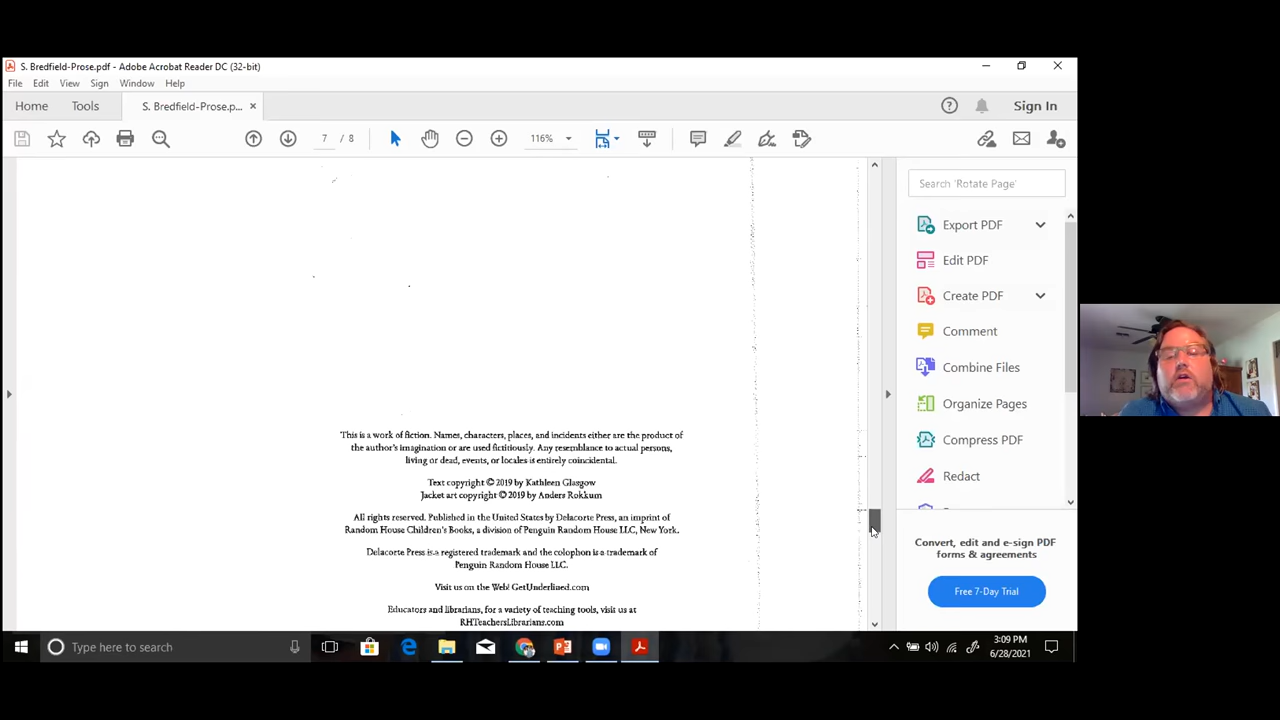 S. Bredfield-Prose.pdf - Adobe Acrobat Reader DC (32-bit)
File Edit View Sign Window Help
Home Tools S. Bredfield-Prose.p... × Sign In
7 / 8 116%
Search 'Rotate Page'
Export PDF
Edit PDF
Create PDF
Comment
Combine Files
Organize Pages
Compress PDF
Redact
Convert, edit and e-sign PDF
forms & agreements
Free 7-Day Trial
This is a work of fiction. Names, characters, places, and incidents either are the product of
the author's imagination or are used fictitiously. Any resemblance to actual persons,
living or dead, events, or locales is entirely coincidental.
Text copyright © 2019 by Kathleen Glasgow
Jacket art copyright © 2019 by Anders Rokkum
All rights reserved. Published in the United States by Delacorte Press, an imprint of
Random House Children's Books, a division of Penguin Random House LLC, New York.
Delacorte Press is a registered trademark and the colophon is a trademark of
Penguin Random House LLC.
Visit us on the Web! GetUnderlined.com
Educators and librarians, for a variety of teaching tools, visit us at
RHTeachersLibrarians.com
Type here to search
3:09 PM
6/28/2021